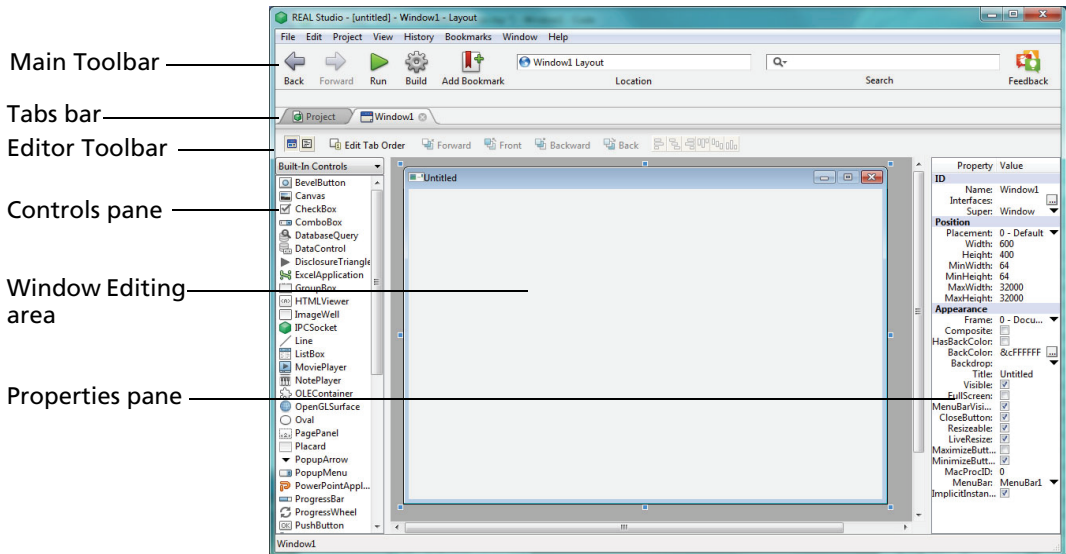 REAL Studio - [untitled] - Window1 - Layout
File Edit Project View History Bookmarks Window Help
Main Toolbar
Window1 Layout
Back Forward Run Build Add Bookmark Location Search Feedback
Tabs bar
Project Window1
Editor Toolbar
Edit Tab Order Forward Front Backward Back
Built-In Controls
BevelButton
Canvas
CheckBox
ComboBox
DatabaseQuery
DataControl
DisclosureTriangle
ExcelApplication
GroupBox
HTMLViewer
ImageWell
IPCSocket
Line
ListBox
MoviePlayer
NotePlayer
OLEContainer
OpenGLSurface
Oval
PagePanel
Placard
PopupArrow
PopupMenu
PowerPointAppl...
ProgressBar
ProgressWheel
PushButton
Controls pane
Window Editing
area
Properties pane
Untitled
Property Value
ID
Name: Window1
Interfaces: ...
Super: Window
Position
Placement: 0 - Default
Width: 600
Height: 400
MinWidth: 64
MinHeight: 64
MaxWidth: 32000
MaxHeight: 32000
Appearance
Frame: 0 - Docu...
Composite:
HasBackColor:
BackColor: &cFFFFFF ...
Backdrop:
Title: Untitled
Visible:
FullScreen:
MenuBarVisi...
CloseButton:
Resizeable:
LiveResize:
MaximizeButt...
MinimizeButt...
MacProcID: 0
MenuBar: MenuBar1
ImplicitInstan...
Window1